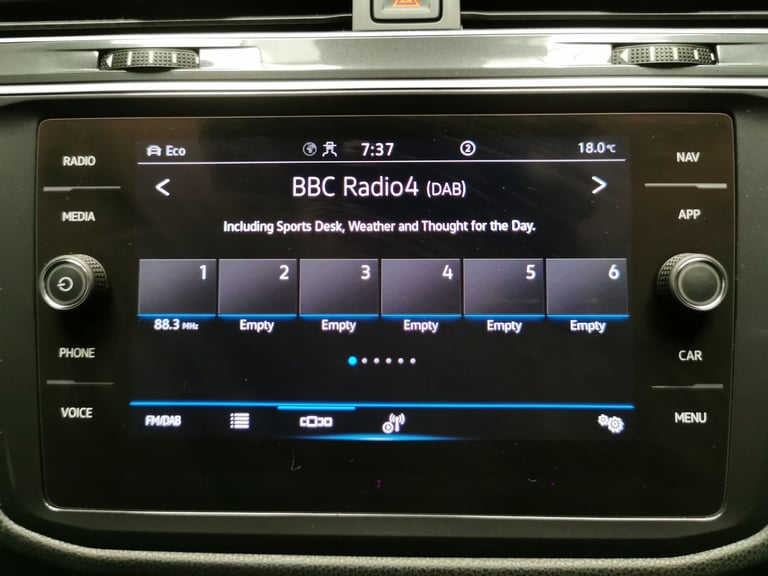 RADIO
MEDIA
PHONE
VOICE
Eco 7:37 2 18.0°C
< BBC Radio4 (DAB) >
Including Sports Desk, Weather and Thought for the Day.
1 2 3 4 5 6
88.3 MHz Empty Empty Empty Empty Empty
FM/DAB
NAV
APP
CAR
MENU